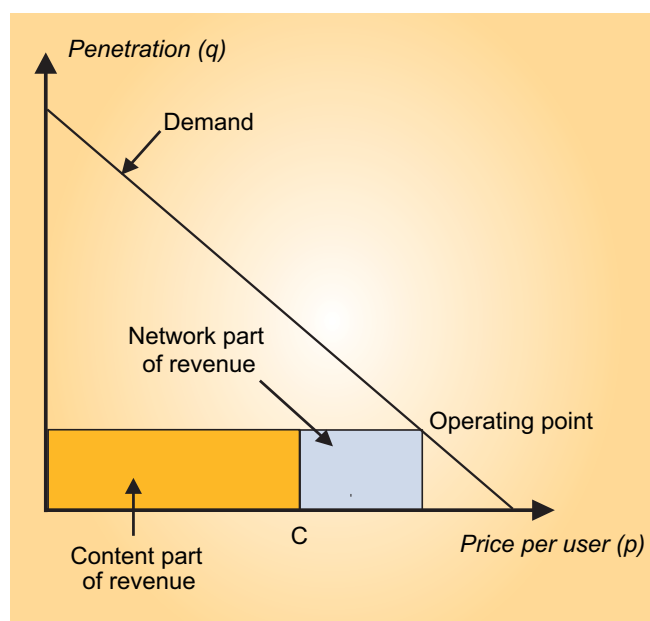 Penetration (q)
Demand
Network part
of revenue
Operating point
C
Price per user (p)
Content part
of revenue